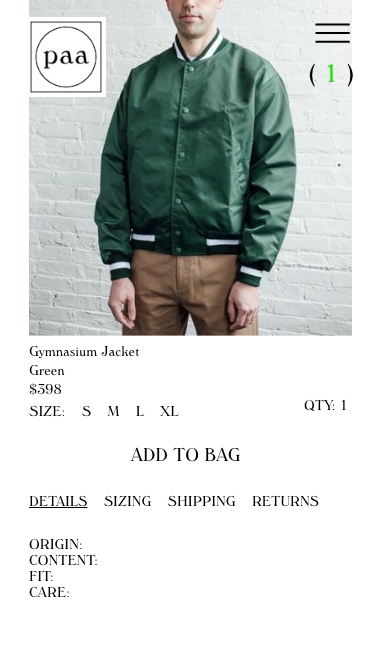 paa
( 1 )
Gymnasium Jacket
Green
$398
SIZE: S M L XL
QTY: 1
ADD TO BAG
DETAILS SIZING SHIPPING RETURNS
ORIGIN:
CONTENT:
FIT:
CARE: